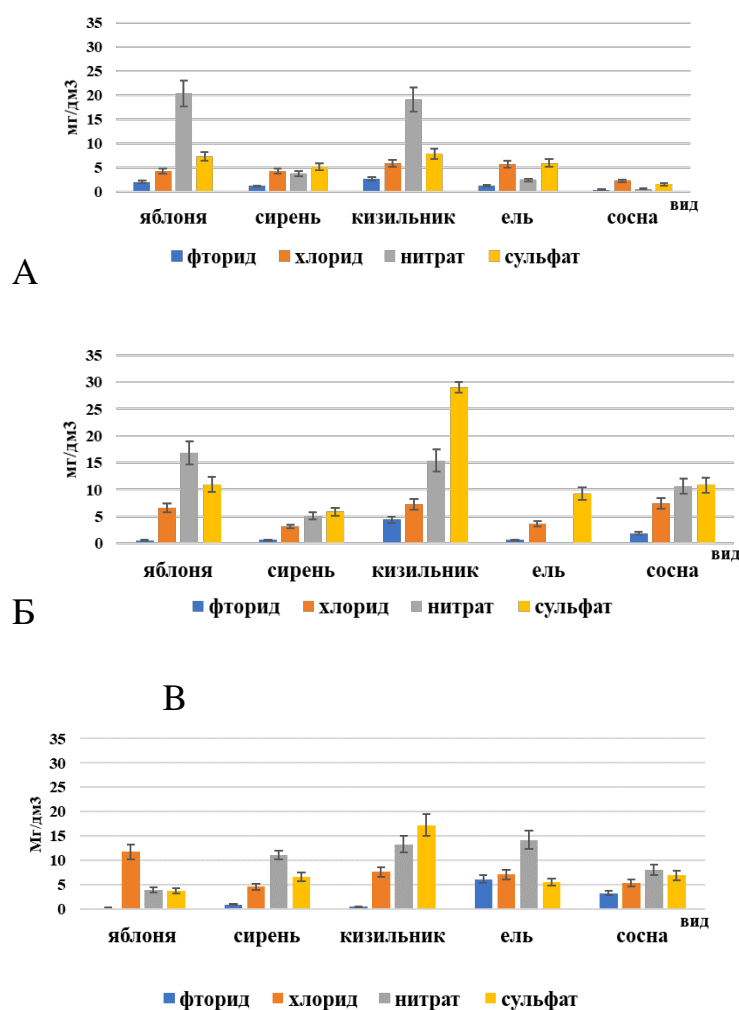 35
30
25
20
15
10
5
0
мг/дм3
яблоня сирень кизильник ель сосна вид
фторид хлорид нитрат сульфат
А
35
30
25
20
15
10
5
0
мг/дм3
яблоня сирень кизильник ель сосна вид
фторид хлорид нитрат сульфат
Б
В
35
30
25
20
15
10
5
0
Мг/дм3
яблоня сирень кизильник ель сосна вид
фторид хлорид нитрат сульфат